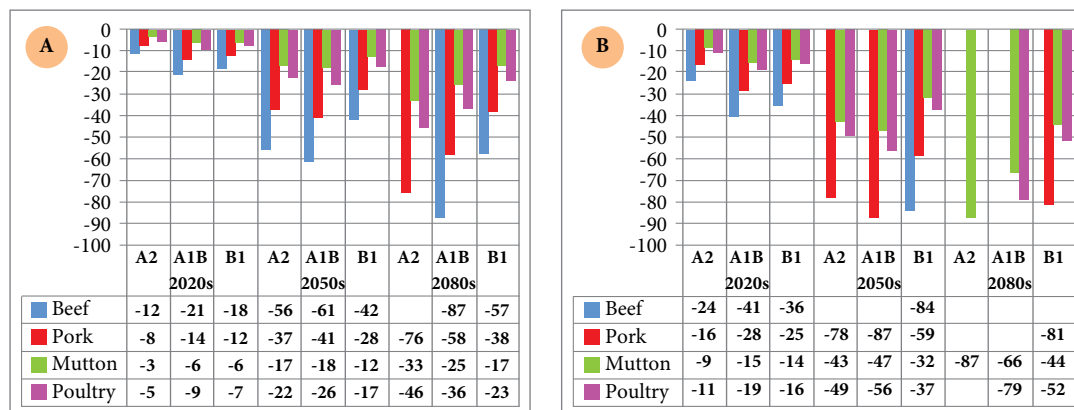 A
0
-10
-20
-30
-40
-50
-60
-70
-80
-90
-100
A2 A1B B1 A2 A1B B1 A2 A1B B1
2020s 2050s 2080s
Beef -12 -21 -18 -56 -61 -42 -87 -57
Pork -8 -14 -12 -37 -41 -28 -76 -58 -38
Mutton -3 -6 -6 -17 -18 -12 -33 -25 -17
Poultry -5 -9 -7 -22 -26 -17 -46 -36 -23
B
0
-10
-20
-30
-40
-50
-60
-70
-80
-90
-100
A2 A1B B1 A2 A1B B1 A2 A1B B1
2020s 2050s 2080s
Beef -24 -41 -36 -84
Pork -16 -28 -25 -78 -87 -59 -81
Mutton -9 -15 -14 -43 -47 -32 -87 -66 -44
Poultry -11 -19 -16 -49 -56 -37 -79 -52